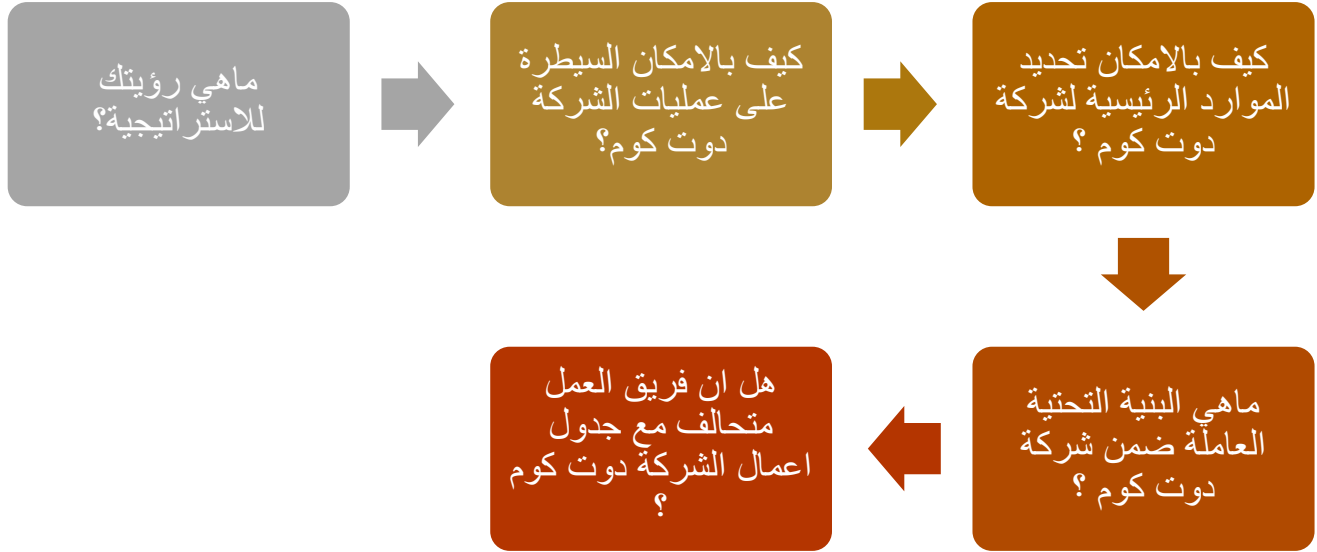 ماهي رؤيتك
للاستراتيجية؟
كيف بالامكان السيطرة
على عمليات الشركة
دوت كوم؟
كيف بالامكان تحديد
الموارد الرئيسية لشركة
دوت كوم ؟
ماهي البنية التحتية
العاملة ضمن شركة
دوت كوم ؟
هل ان فريق العمل
متحالف مع جدول
اعمال الشركة دوت كوم
؟